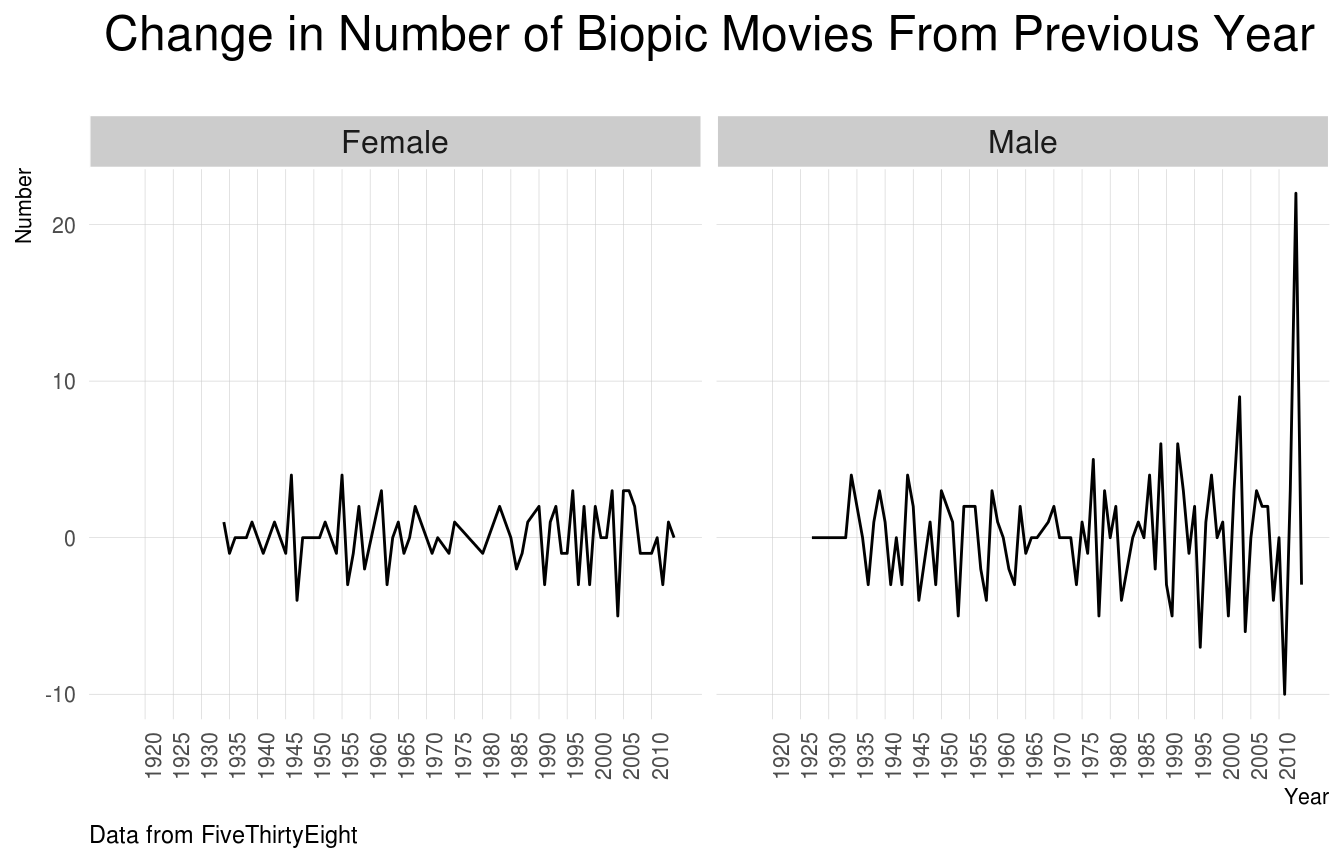 Change in Number of Biopic Movies From Previous Year
Female
Male
Number
20
10
0
-10
1920 1925 1930 1935 1940 1945 1950 1955 1960 1965 1970 1975 1980 1985 1990 1995 2000 2005 2010
1920 1925 1930 1935 1940 1945 1950 1955 1960 1965 1970 1975 1980 1985 1990 1995 2000 2005 2010
Year
Data from FiveThirtyEight